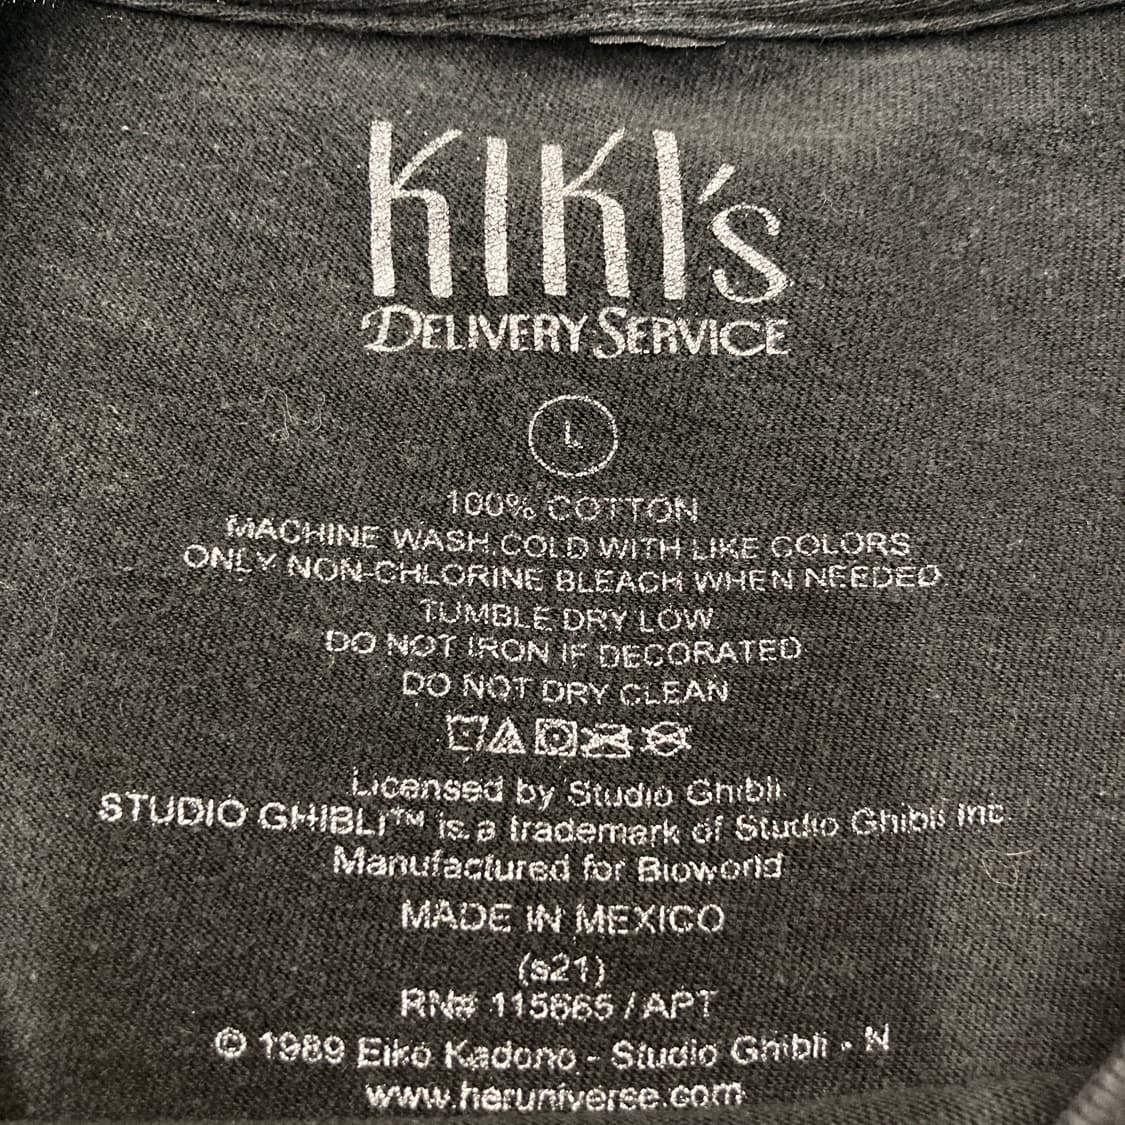 KIKI's
DELIVERY SERVICE
L
100% COTTON
MACHINE WASH COLD WITH LIKE COLORS
ONLY NON-CHLORINE BLEACH WHEN NEEDED
TUMBLE DRY LOW
DO NOT IRON IF DECORATED
DO NOT DRY CLEAN
Licensed by Studio Ghibli
STUDIO GHIBLI™ is a trademark of Studio Ghibli Inc.
Manufactured for Bioworld
MADE IN MEXICO
(s21)
RN# 115665 / APT
© 1989 Eiko Kadono - Studio Ghibli - N
www.heruniverse.com